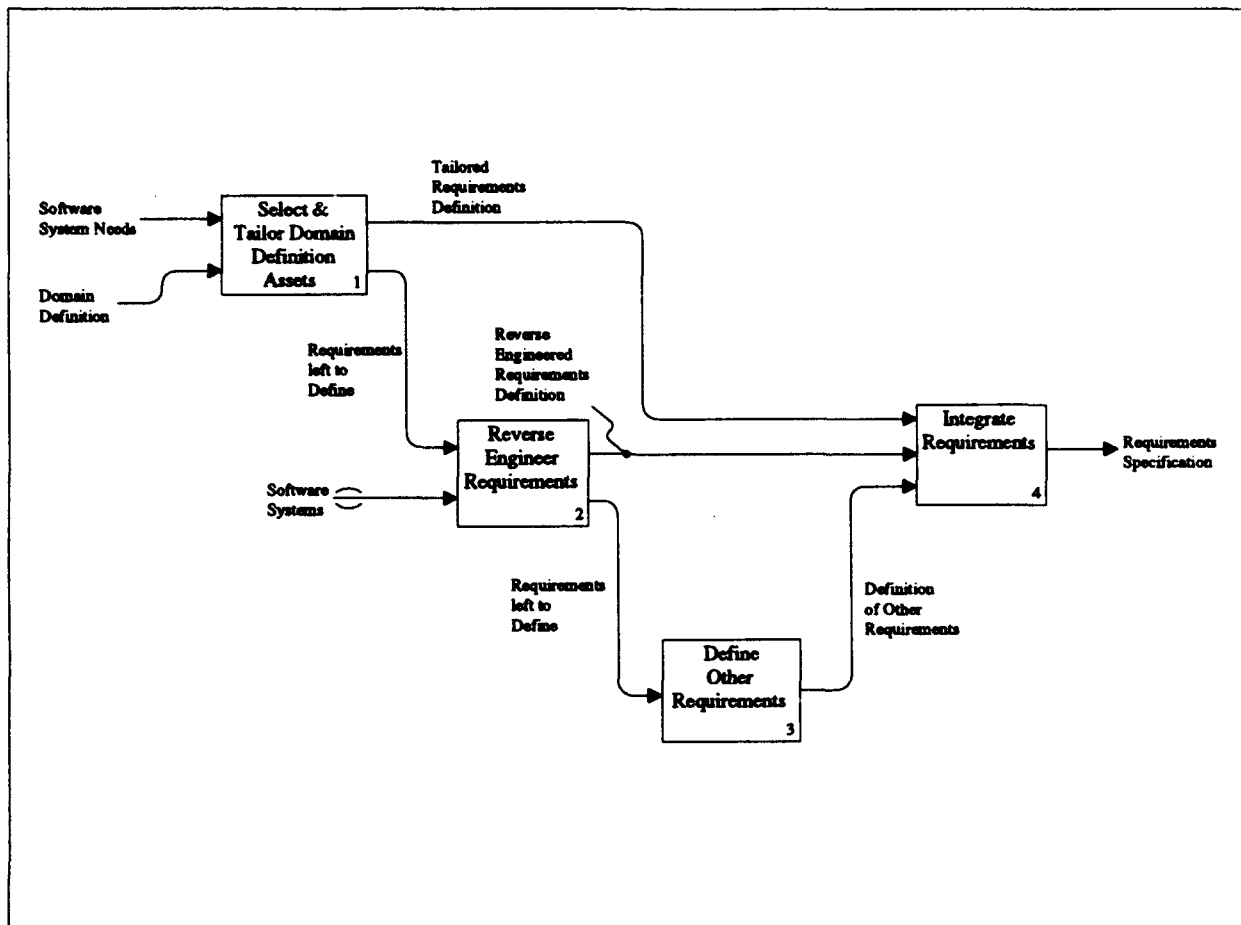 Tailored
Requirements
Definition
Software
System Needs
Select &
Tailor Domain
Definition
Assets
1
Domain
Definition
Requirements
left to
Define
Reverse
Engineered
Requirements
Definition
Reverse
Engineer
Requirements
2
Software
Systems
Integrate
Requirements
4
Requirements
Specification
Requirements
left to
Define
Definition
of Other
Requirements
Define
Other
Requirements
3